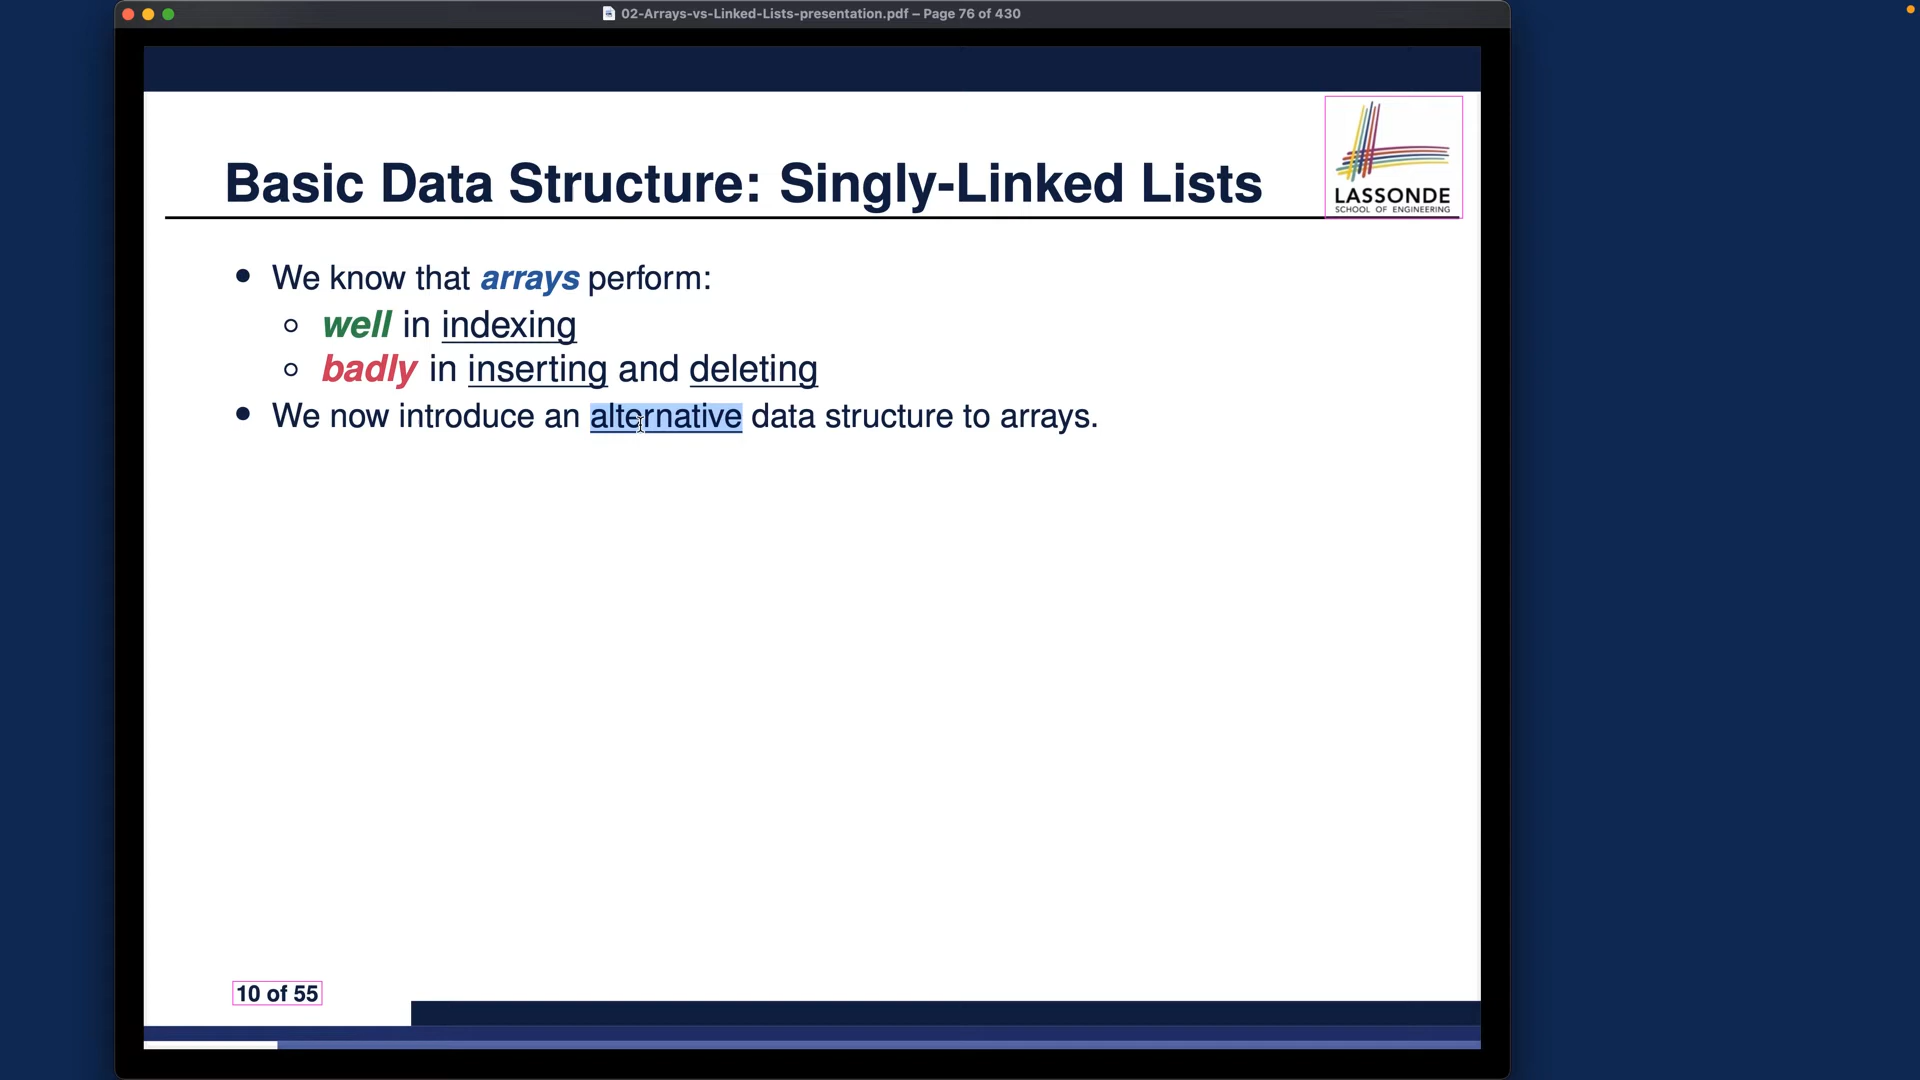 02-Arrays-vs-Linked-Lists-presentation.pdf – Page 76 of 430
Basic Data Structure: Singly-Linked Lists
LASSONDE
SCHOOL OF ENGINEERING
• We know that arrays perform:
○ well in indexing
○ badly in inserting and deleting
• We now introduce an alternative data structure to arrays.
10 of 55